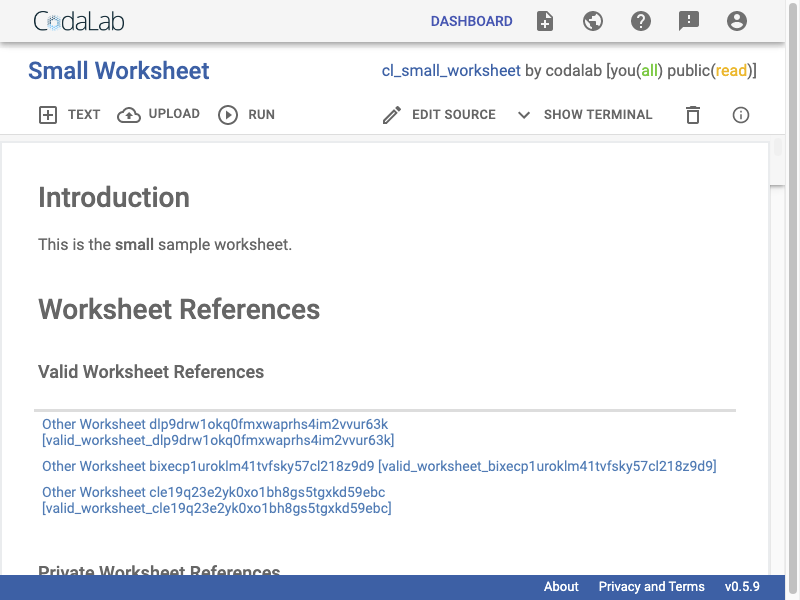 CodaLab
DASHBOARD
Small Worksheet
cl_small_worksheet by codalab [you(all) public(read)]
TEXT UPLOAD RUN EDIT SOURCE SHOW TERMINAL
Introduction
This is the small sample worksheet.
Worksheet References
Valid Worksheet References
Other Worksheet dlp9drw1okq0fmxwaprhs4im2vvur63k
[valid_worksheet_dlp9drw1okq0fmxwaprhs4im2vvur63k]
Other Worksheet bixecp1uroklm41tvfsky57cl218z9d9 [valid_worksheet_bixecp1uroklm41tvfsky57cl218z9d9]
Other Worksheet cle19q23e2yk0xo1bh8gs5tgxkd59ebc
[valid_worksheet_cle19q23e2yk0xo1bh8gs5tgxkd59ebc]
Private Worksheet References
About Privacy and Terms v0.5.9